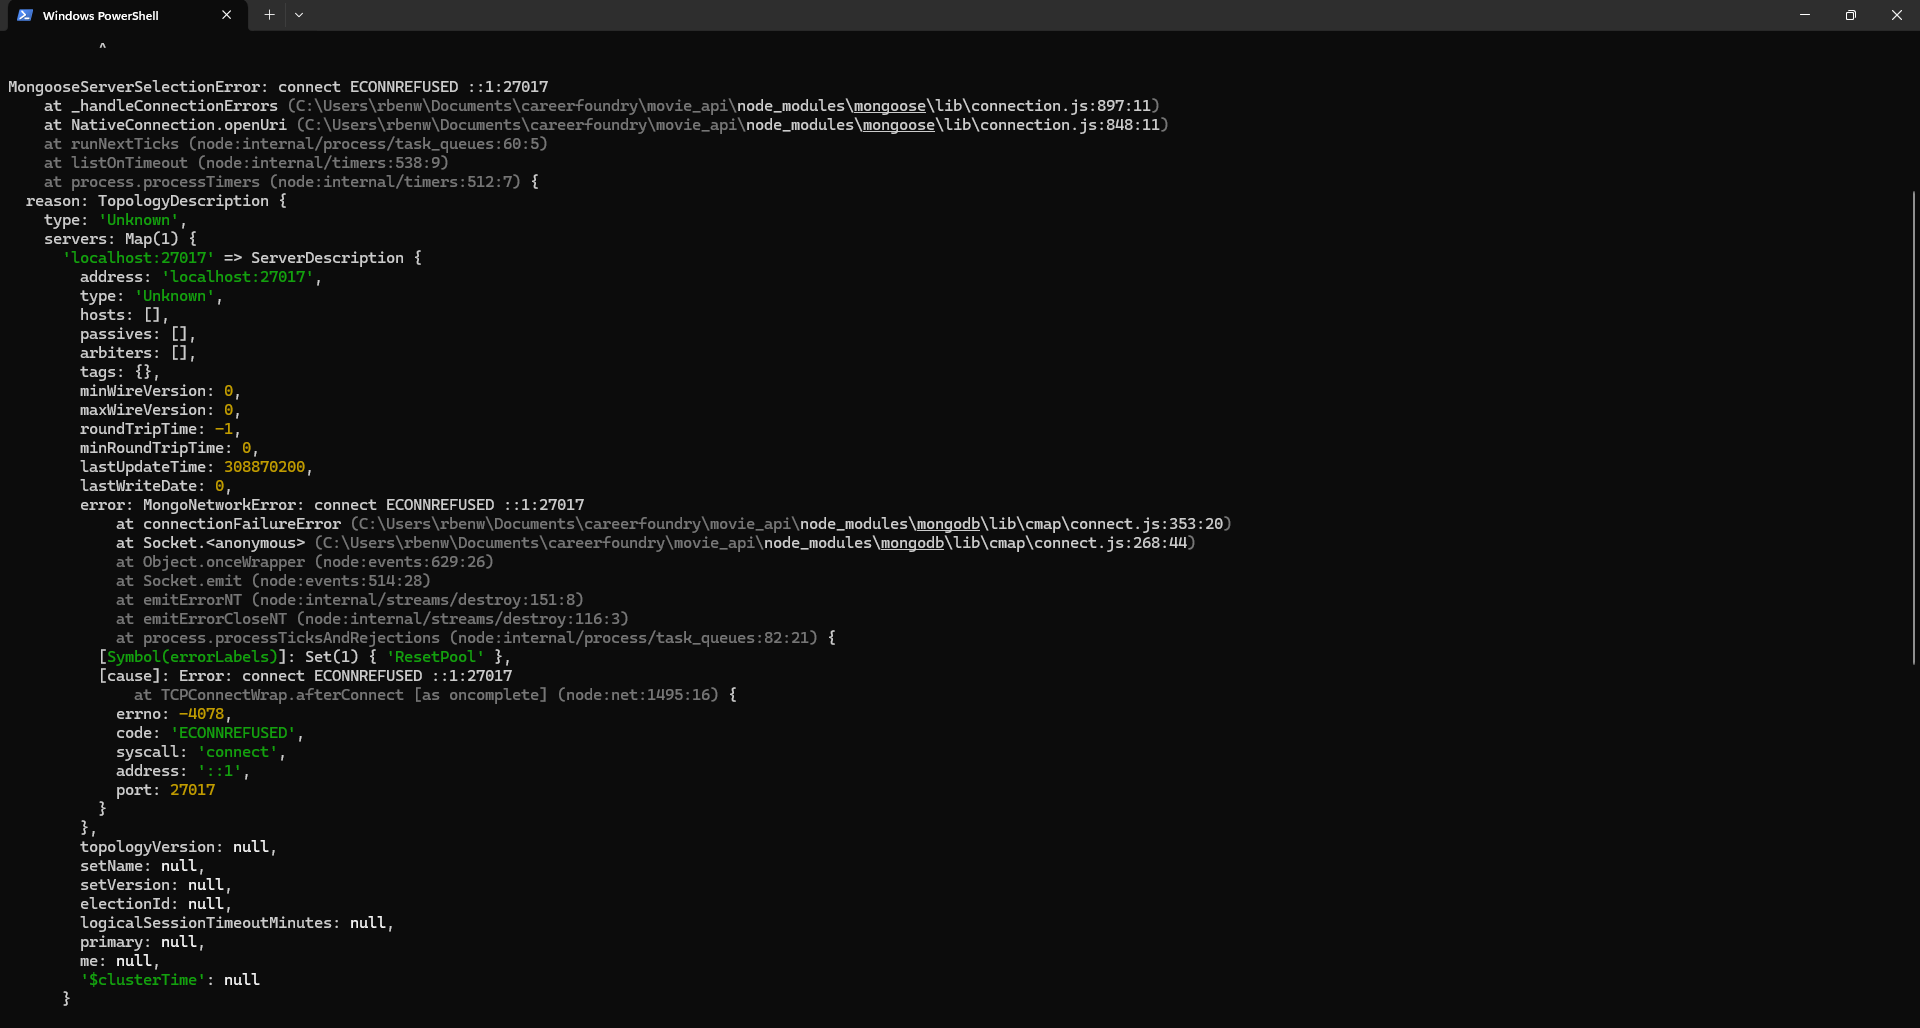 Windows PowerShell
^
MongooseServerSelectionError: connect ECONNREFUSED ::1:27017
    at _handleConnectionErrors (C:\Users\rbenw\Documents\careerfoundry\movie_api\node_modules\mongoose\lib\connection.js:897:11)
    at NativeConnection.openUri (C:\Users\rbenw\Documents\careerfoundry\movie_api\node_modules\mongoose\lib\connection.js:848:11)
    at runNextTicks (node:internal/process/task_queues:60:5)
    at listOnTimeout (node:internal/timers:538:9)
    at process.processTimers (node:internal/timers:512:7) {
  reason: TopologyDescription {
    type: 'Unknown',
    servers: Map(1) {
      'localhost:27017' => ServerDescription {
        address: 'localhost:27017',
        type: 'Unknown',
        hosts: [],
        passives: [],
        arbiters: [],
        tags: {},
        minWireVersion: 0,
        maxWireVersion: 0,
        roundTripTime: -1,
        minRoundTripTime: 0,
        lastUpdateTime: 308870200,
        lastWriteDate: 0,
        error: MongoNetworkError: connect ECONNREFUSED ::1:27017
            at connectionFailureError (C:\Users\rbenw\Documents\careerfoundry\movie_api\node_modules\mongodb\lib\cmap\connect.js:353:20)
            at Socket.<anonymous> (C:\Users\rbenw\Documents\careerfoundry\movie_api\node_modules\mongodb\lib\cmap\connect.js:268:44)
            at Object.onceWrapper (node:events:629:26)
            at Socket.emit (node:events:514:28)
            at emitErrorNT (node:internal/streams/destroy:151:8)
            at emitErrorCloseNT (node:internal/streams/destroy:116:3)
            at process.processTicksAndRejections (node:internal/process/task_queues:82:21) {
          [Symbol(errorLabels)]: Set(1) { 'ResetPool' },
          [cause]: Error: connect ECONNREFUSED ::1:27017
              at TCPConnectWrap.afterConnect [as oncomplete] (node:net:1495:16) {
            errno: -4078,
            code: 'ECONNREFUSED',
            syscall: 'connect',
            address: '::1',
            port: 27017
          }
        },
        topologyVersion: null,
        setName: null,
        setVersion: null,
        electionId: null,
        logicalSessionTimeoutMinutes: null,
        primary: null,
        me: null,
        '$clusterTime': null
      }